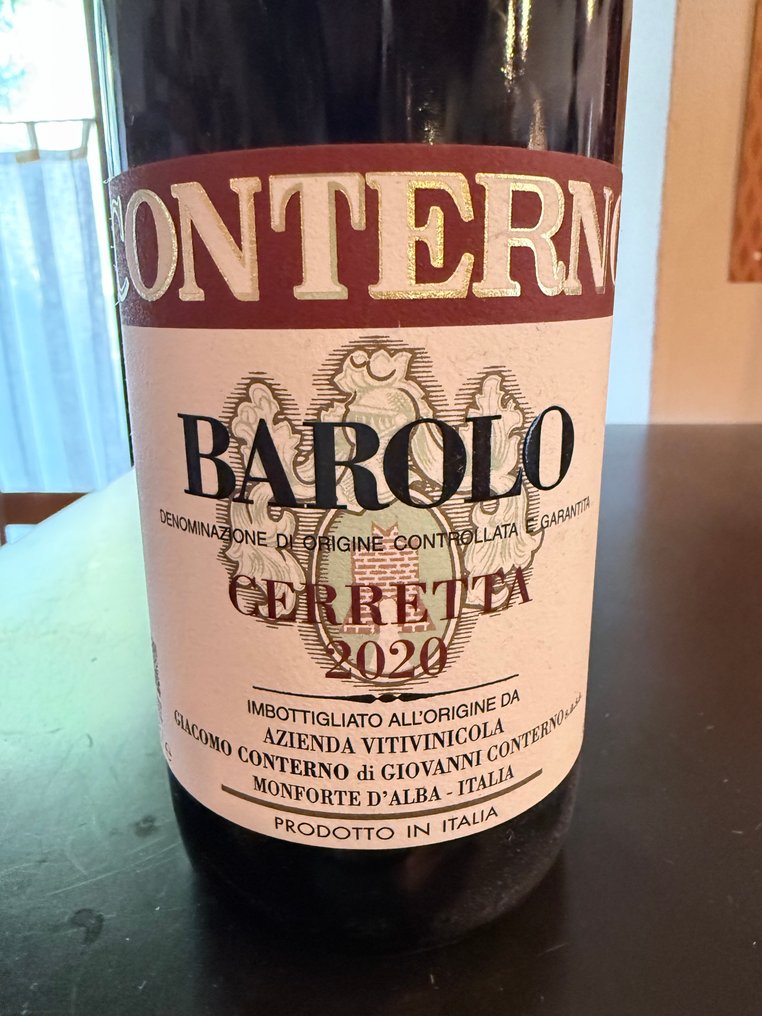 CONTERNO
BAROLO
DENOMINAZIONE DI ORIGINE CONTROLLATA E GARANTITA
CERRETTA
2020
IMBOTTIGLIATO ALL'ORIGINE DA
AZIENDA VITIVINICOLA
GIACOMO CONTERNO di GIOVANNI CONTERNO s.a.s.
MONFORTE D'ALBA - ITALIA
PRODOTTO IN ITALIA